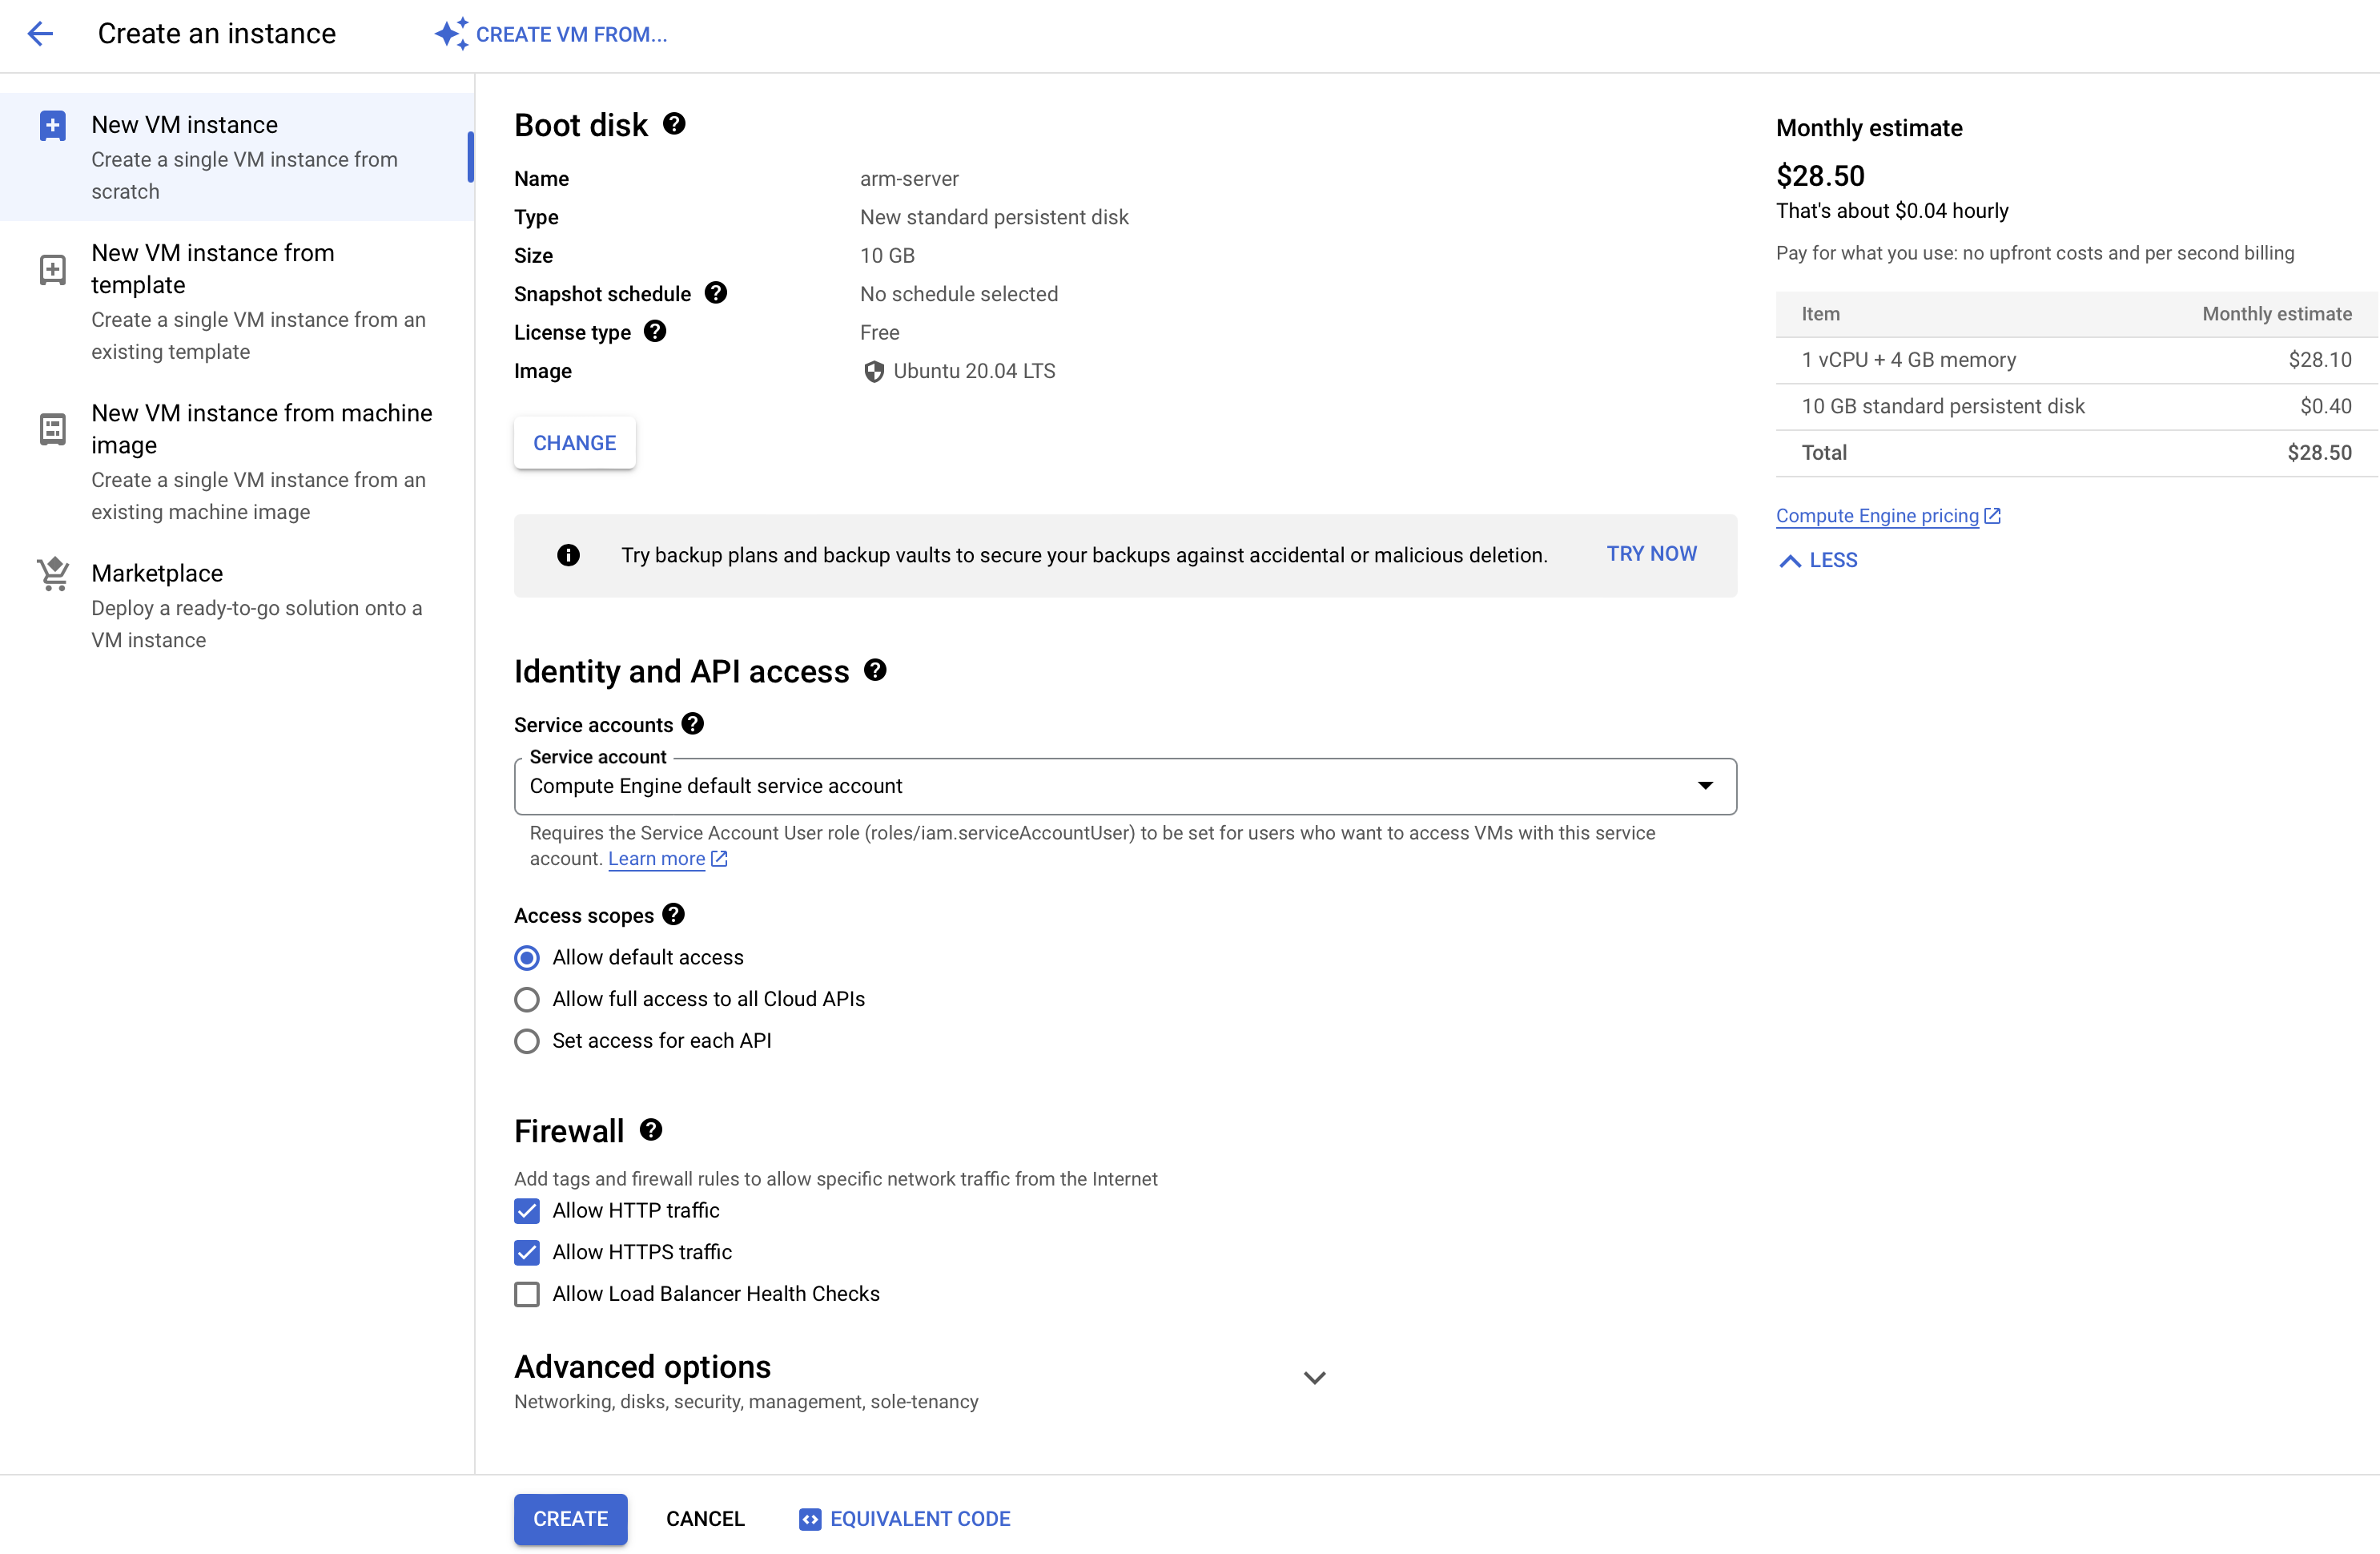 Create an instance
CREATE VM FROM...
New VM instance
Create a single VM instance from
scratch
New VM instance from
template
Create a single VM instance from an
existing template
New VM instance from machine
image
Create a single VM instance from an
existing machine image
Marketplace
Deploy a ready-to-go solution onto a
VM instance
Boot disk
Name arm-server
Type New standard persistent disk
Size 10 GB
Snapshot schedule No schedule selected
License type Free
Image Ubuntu 20.04 LTS
CHANGE
Try backup plans and backup vaults to secure your backups against accidental or malicious deletion. TRY NOW
Identity and API access
Service accounts
Service account
Compute Engine default service account
Requires the Service Account User role (roles/iam.serviceAccountUser) to be set for users who want to access VMs with this service
account. Learn more
Access scopes
Allow default access
Allow full access to all Cloud APIs
Set access for each API
Firewall
Add tags and firewall rules to allow specific network traffic from the Internet
Allow HTTP traffic
Allow HTTPS traffic
Allow Load Balancer Health Checks
Advanced options
Networking, disks, security, management, sole-tenancy
Monthly estimate
$28.50
That's about $0.04 hourly
Pay for what you use: no upfront costs and per second billing
Item Monthly estimate
1 vCPU + 4 GB memory $28.10
10 GB standard persistent disk $0.40
Total $28.50
Compute Engine pricing
LESS
CREATE CANCEL EQUIVALENT CODE